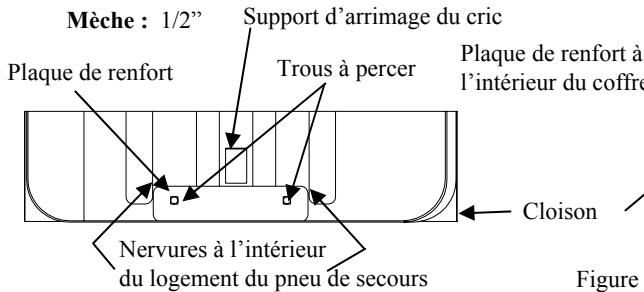 Mèche : 1/2”
Support d’arrimage du cric
Plaque de renfort
Trous à percer
Plaque de renfort à
l’intérieur du coffre
Cloison
Nervures à l’intérieur
du logement du pneu de secours
Figure